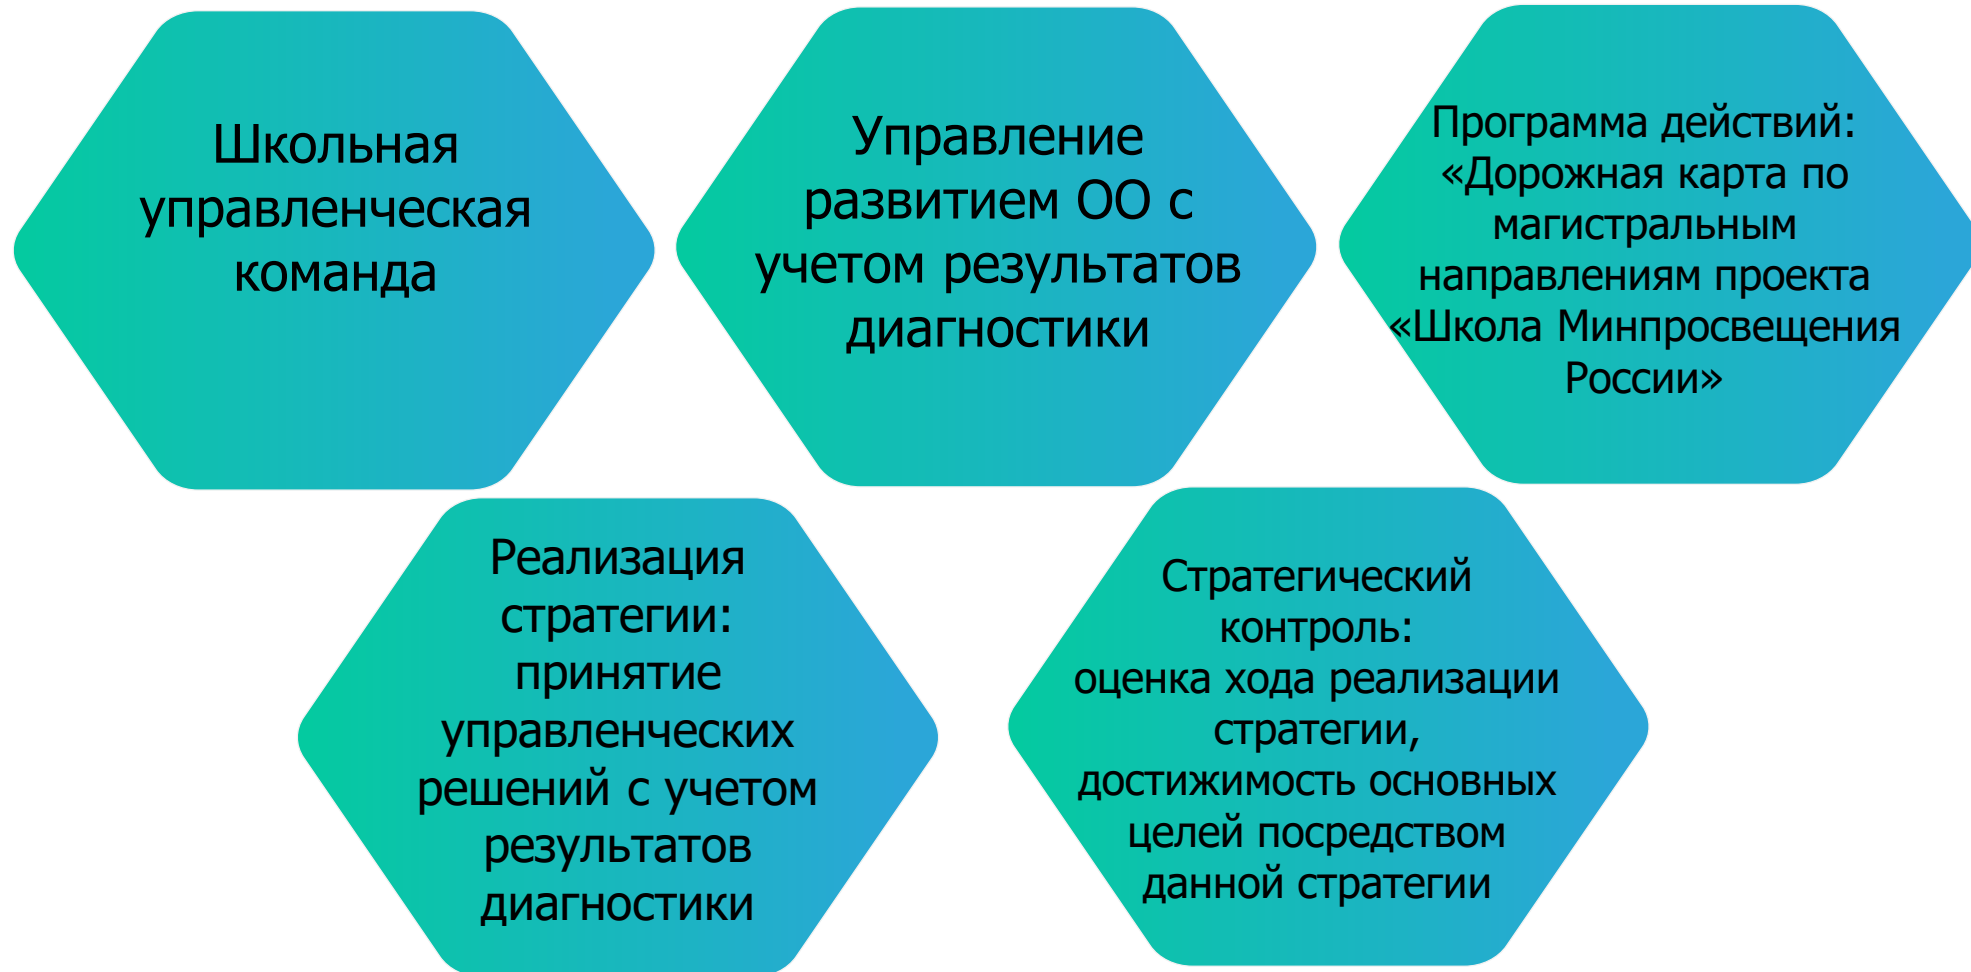 Школьная
управленческая
команда
Управление
развитием ОО с
учетом результатов
диагностики
Программа действий:
«Дорожная карта по
магистральным
направлениям проекта
«Школа Минпросвещения
России»
Реализация
стратегии:
принятие
управленческих
решений с учетом
результатов
диагностики
Стратегический
контроль:
оценка хода реализации
стратегии,
достижимость основных
целей посредством
данной стратегии